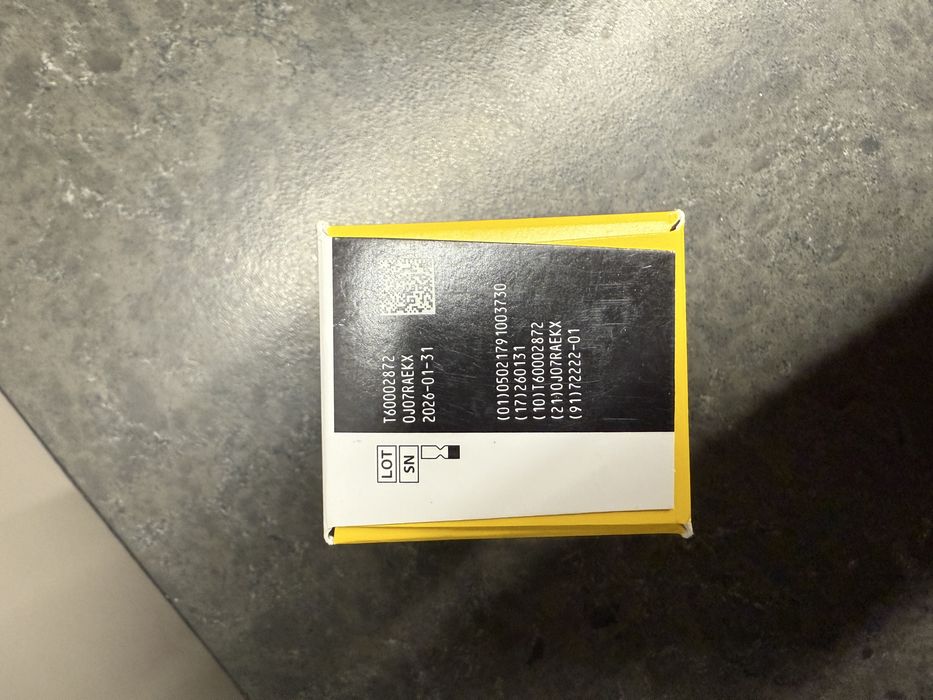 LOT T60002872
SN 0J07RAEKX
2026-01-31
(01)05021791003730
(17)260131
(10)T60002872
(21)0J07RAEKX
(91)72222-01